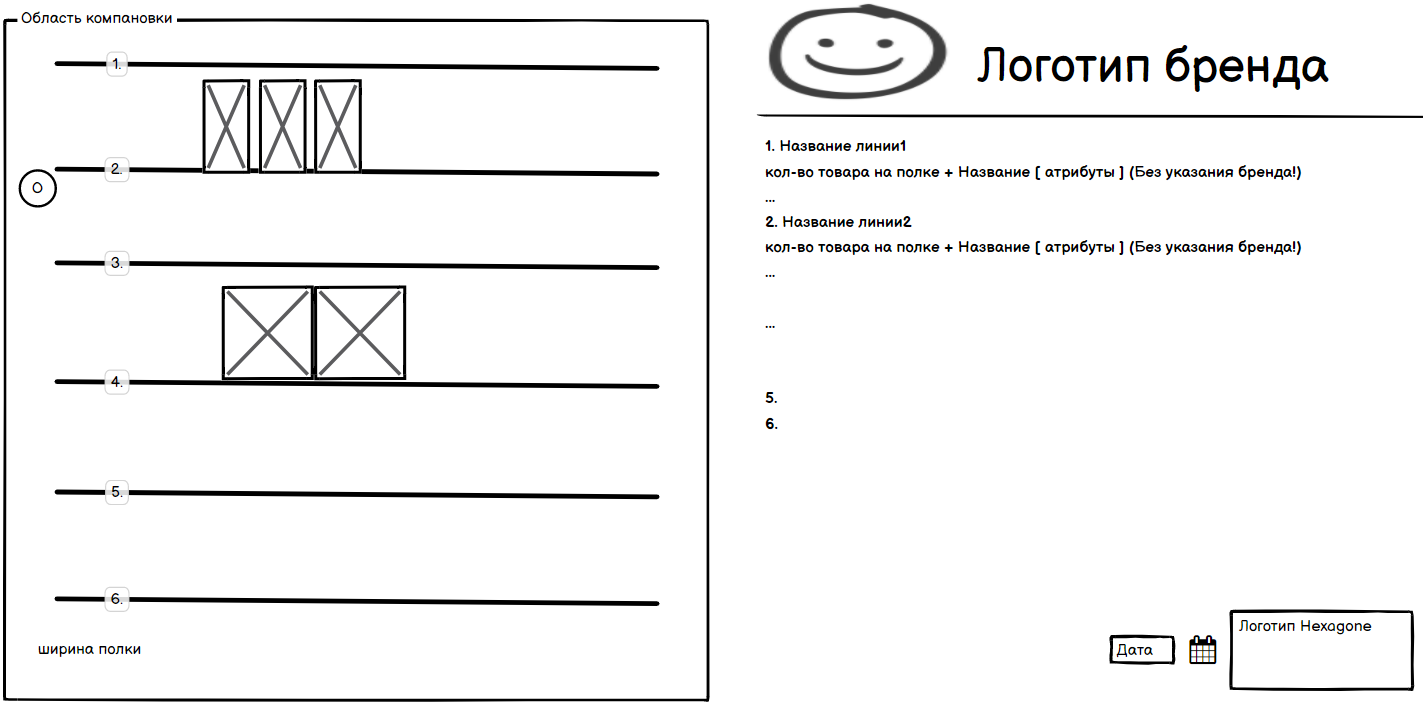 Область компановки
1.
2.
О
3.
4.
5.
6.
ширина полки
Логотип бренда
1. Название линии1
кол-во товара на полке + Название [ атрибуты ] (Без указания бренда!)
...
2. Название линии2
кол-во товара на полке + Название [ атрибуты ] (Без указания бренда!)
...
...
5.
6.
Дата
Логотип Hexagone